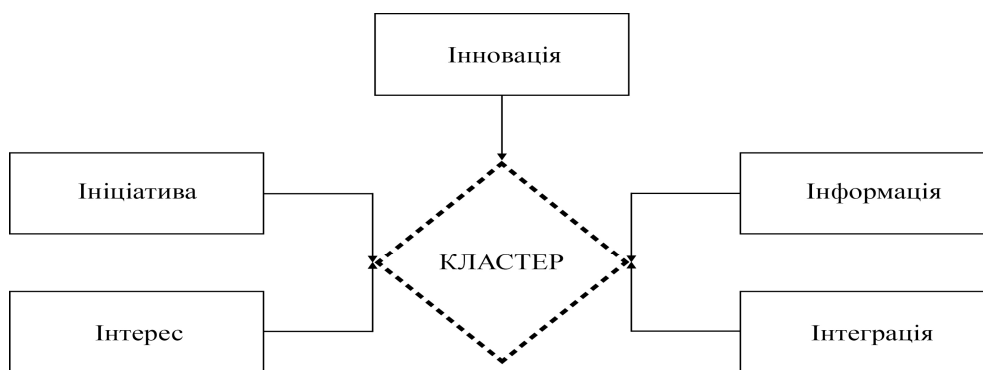 Інновація
Ініціатива
Інформація
КЛАСТЕР
Інтерес
Інтеграція